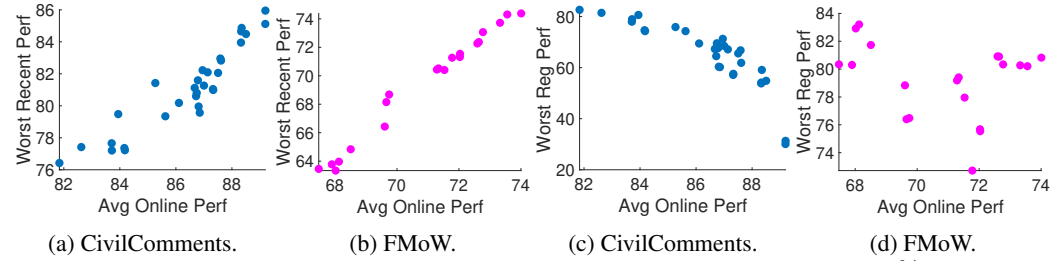 Worst Recent Perf
86
84
82
80
78
76
82 84 86 88
Avg Online Perf
(a) CivilComments.
Worst Recent Perf
74
72
70
68
66
64
68 70 72 74
Avg Online Perf
(b) FMoW.
Worst Reg Perf
80
60
40
20
82 84 86 88
Avg Online Perf
(c) CivilComments.
Worst Reg Perf
84
82
80
78
76
74
68 70 72 74
Avg Online Perf
(d) FMoW.